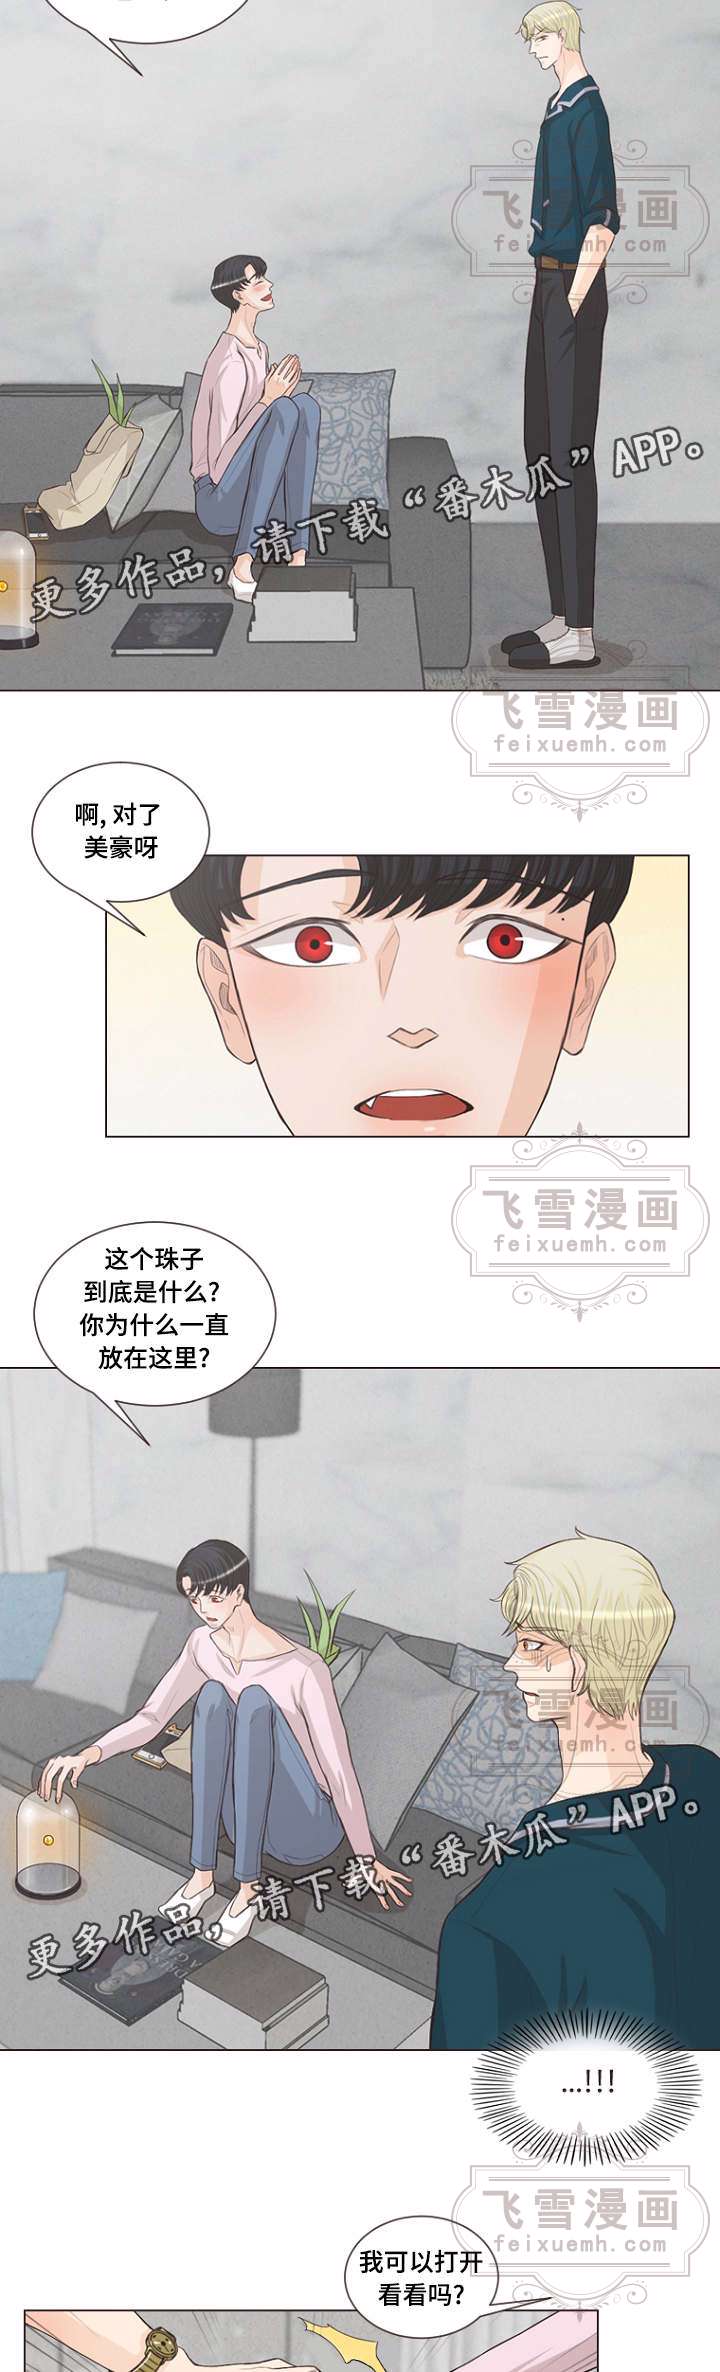 飞雪漫画
feixuemh.com
更多作品，请下载“番木瓜”APP。
飞雪漫画
feixuemh.com
啊, 对了
美豪呀
飞雪漫画
feixuemh.com
这个珠子
到底是什么?
你为什么一直
放在这里?
飞雪漫画
feixuemh.com
更多作品，请下载“番木瓜”APP。
...!!!
飞雪漫画
feixuemh.com
我可以打开
看看吗?